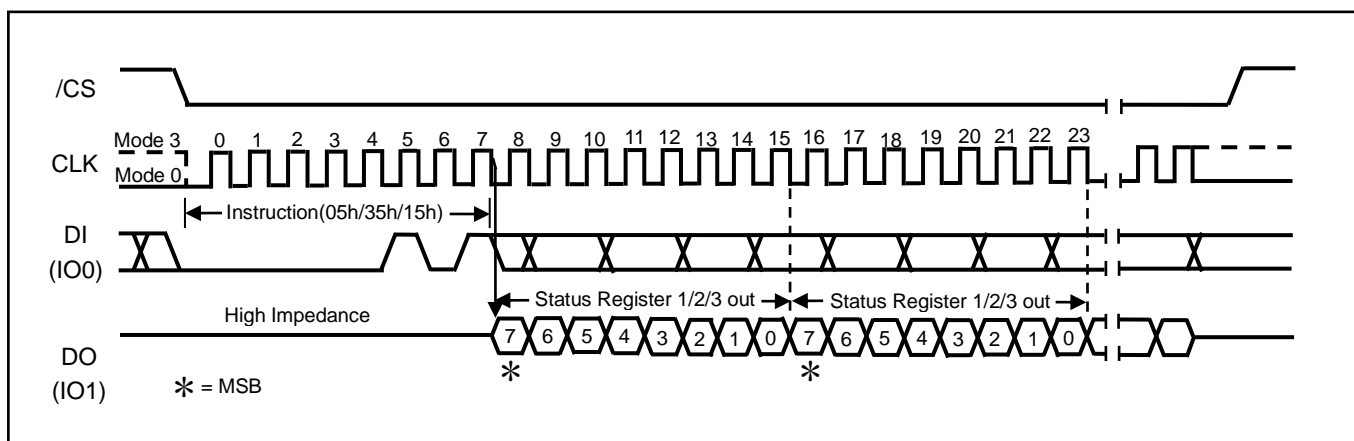 /CS
Mode 3 0 1 2 3 4 5 6 7 8 9 10 11 12 13 14 15 16 17 18 19 20 21 22 23
CLK
Mode 0
Instruction(05h/35h/15h)
DI
(IO0)
Status Register 1/2/3 out Status Register 1/2/3 out
High Impedance
DO 7 6 5 4 3 2 1 0 7 6 5 4 3 2 1 0
(IO1)
* *
* = MSB